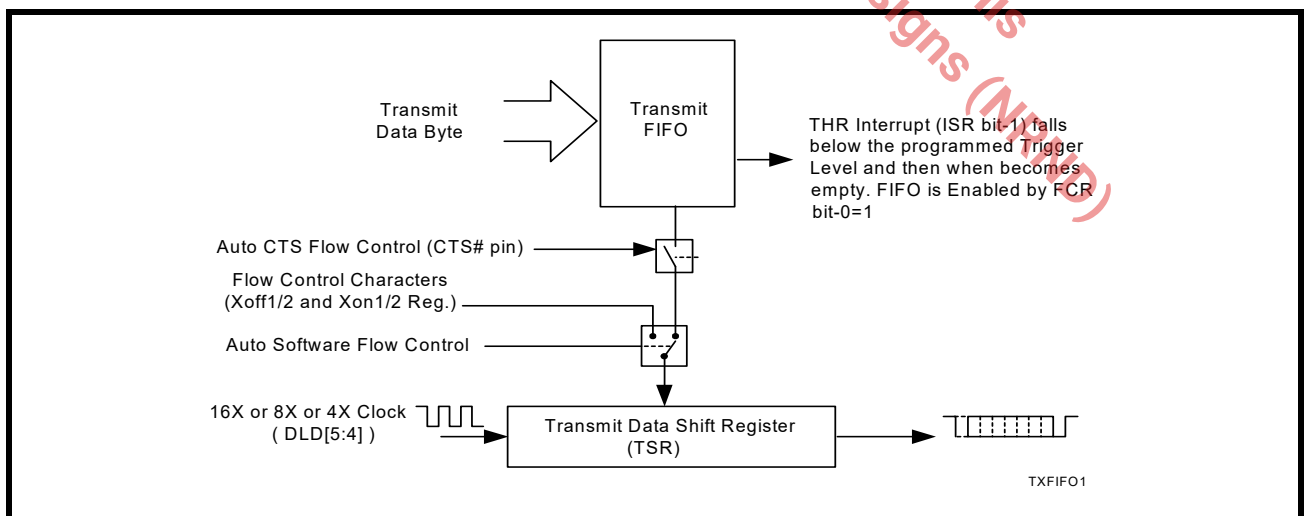 ils
signs (NRND)
Transmit
Data Byte
Transmit
FIFO
THR Interrupt (ISR bit-1) falls
below the programmed Trigger
Level and then when becomes
empty. FIFO is Enabled by FCR
bit-0=1
Auto CTS Flow Control (CTS# pin)
Flow Control Characters
(Xoff1/2 and Xon1/2 Reg.)
Auto Software Flow Control
16X or 8X or 4X Clock
( DLD[5:4] )
Transmit Data Shift Register
(TSR)
TXFIFO1